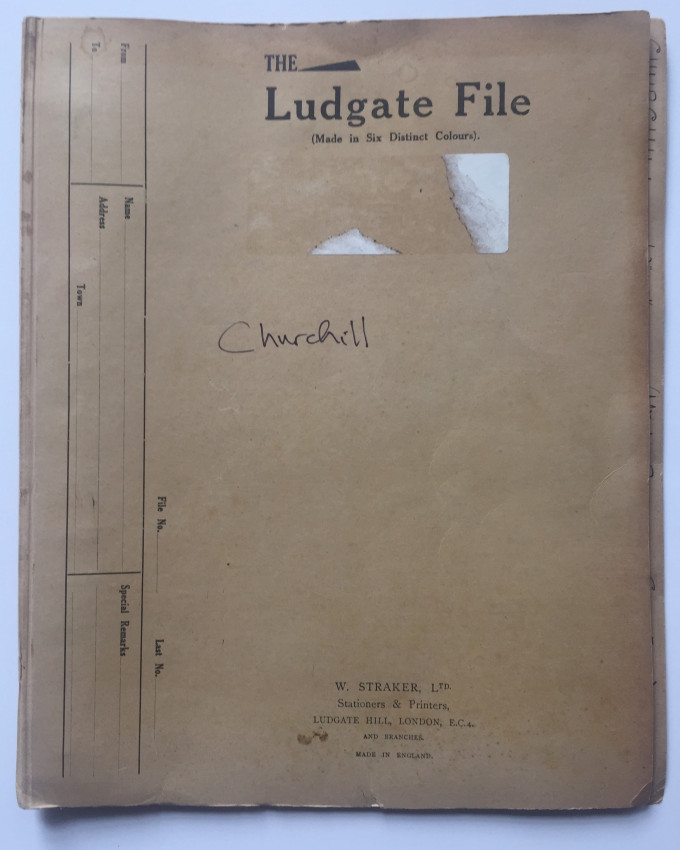 THE
Ludgate File
(Made in Six Distinct Colours).
Churchill
W. STRAKER, LTD.
Stationers & Printers,
LUDGATE HILL, LONDON, E.C.4.
AND BRANCHES.
MADE IN ENGLAND.
From
To
Name
Address
Town
Special Remarks
File No.
Last No.